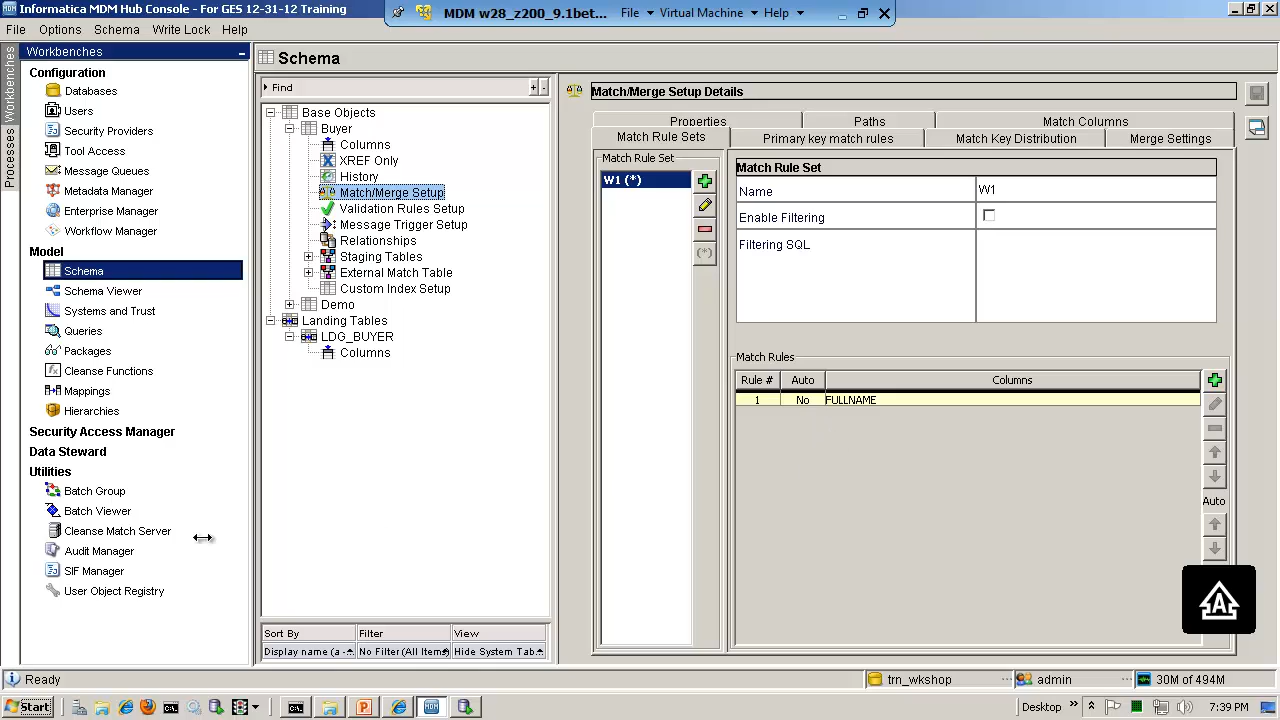 Informatica MDM Hub Console - For GES 12-31-12 Training
MDM w28_z200_9.1bet... File Virtual Machine Help
File Options Schema Write Lock Help
Workbenches
Processes
Workbenches
Configuration
Databases
Users
Security Providers
Tool Access
Message Queues
Metadata Manager
Enterprise Manager
Workflow Manager
Model
Schema
Schema Viewer
Systems and Trust
Queries
Packages
Cleanse Functions
Mappings
Hierarchies
Security Access Manager
Data Steward
Utilities
Batch Group
Batch Viewer
Cleanse Match Server
Audit Manager
SIF Manager
User Object Registry
Schema
Find
Base Objects
Buyer
Columns
XREF Only
History
Match/Merge Setup
Validation Rules Setup
Message Trigger Setup
Relationships
Staging Tables
External Match Table
Custom Index Setup
Demo
Landing Tables
LDG_BUYER
Columns
Sort By Filter View
Display name (a - No Filter(All Items) Hide System Tab
Match/Merge Setup Details
Properties Paths Match Columns
Match Rule Sets Primary key match rules Match Key Distribution Merge Settings
Match Rule Set
W1 (*)
(*)
Match Rule Set
Name W1
Enable Filtering
Filtering SQL
Match Rules
Rule # Auto Columns
1 No FULLNAME
Auto
A
Ready trn_wkshop admin 30M of 494M
Start Desktop » 7:39 PM